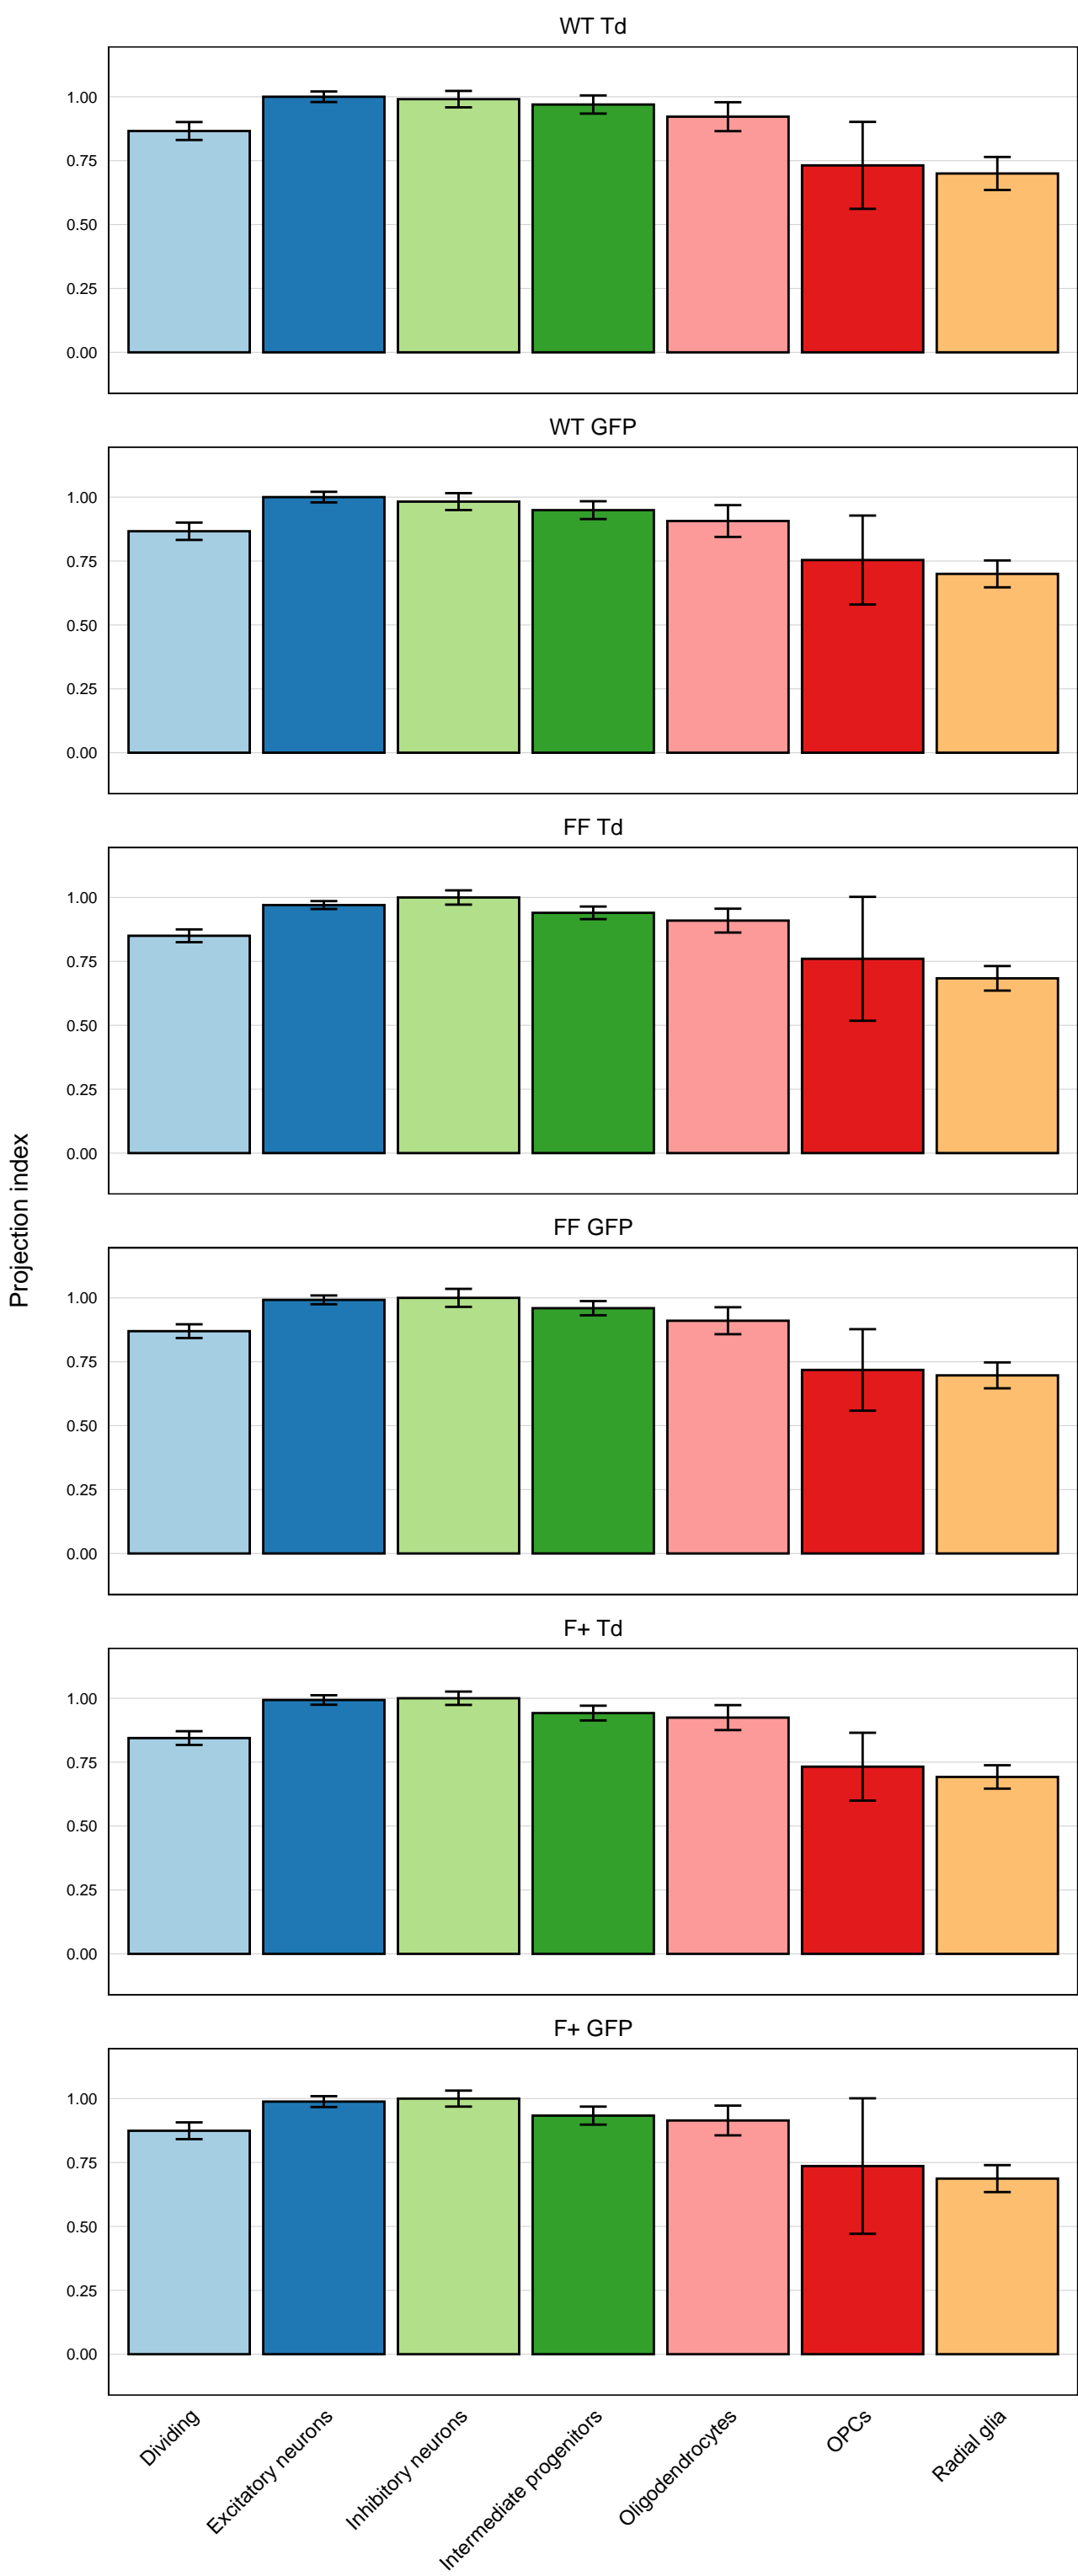 WT Td
1.00
0.75
0.50
0.25
0.00
WT GFP
1.00
0.75
0.50
0.25
0.00
FF Td
1.00
0.75
0.50
0.25
0.00
Projection index
FF GFP
1.00
0.75
0.50
0.25
0.00
F+ Td
1.00
0.75
0.50
0.25
0.00
F+ GFP
1.00
0.75
0.50
0.25
0.00
Dividing
Excitatory neurons
Inhibitory neurons
Intermediate progenitors
Oligodendrocytes
OPCs
Radial glia